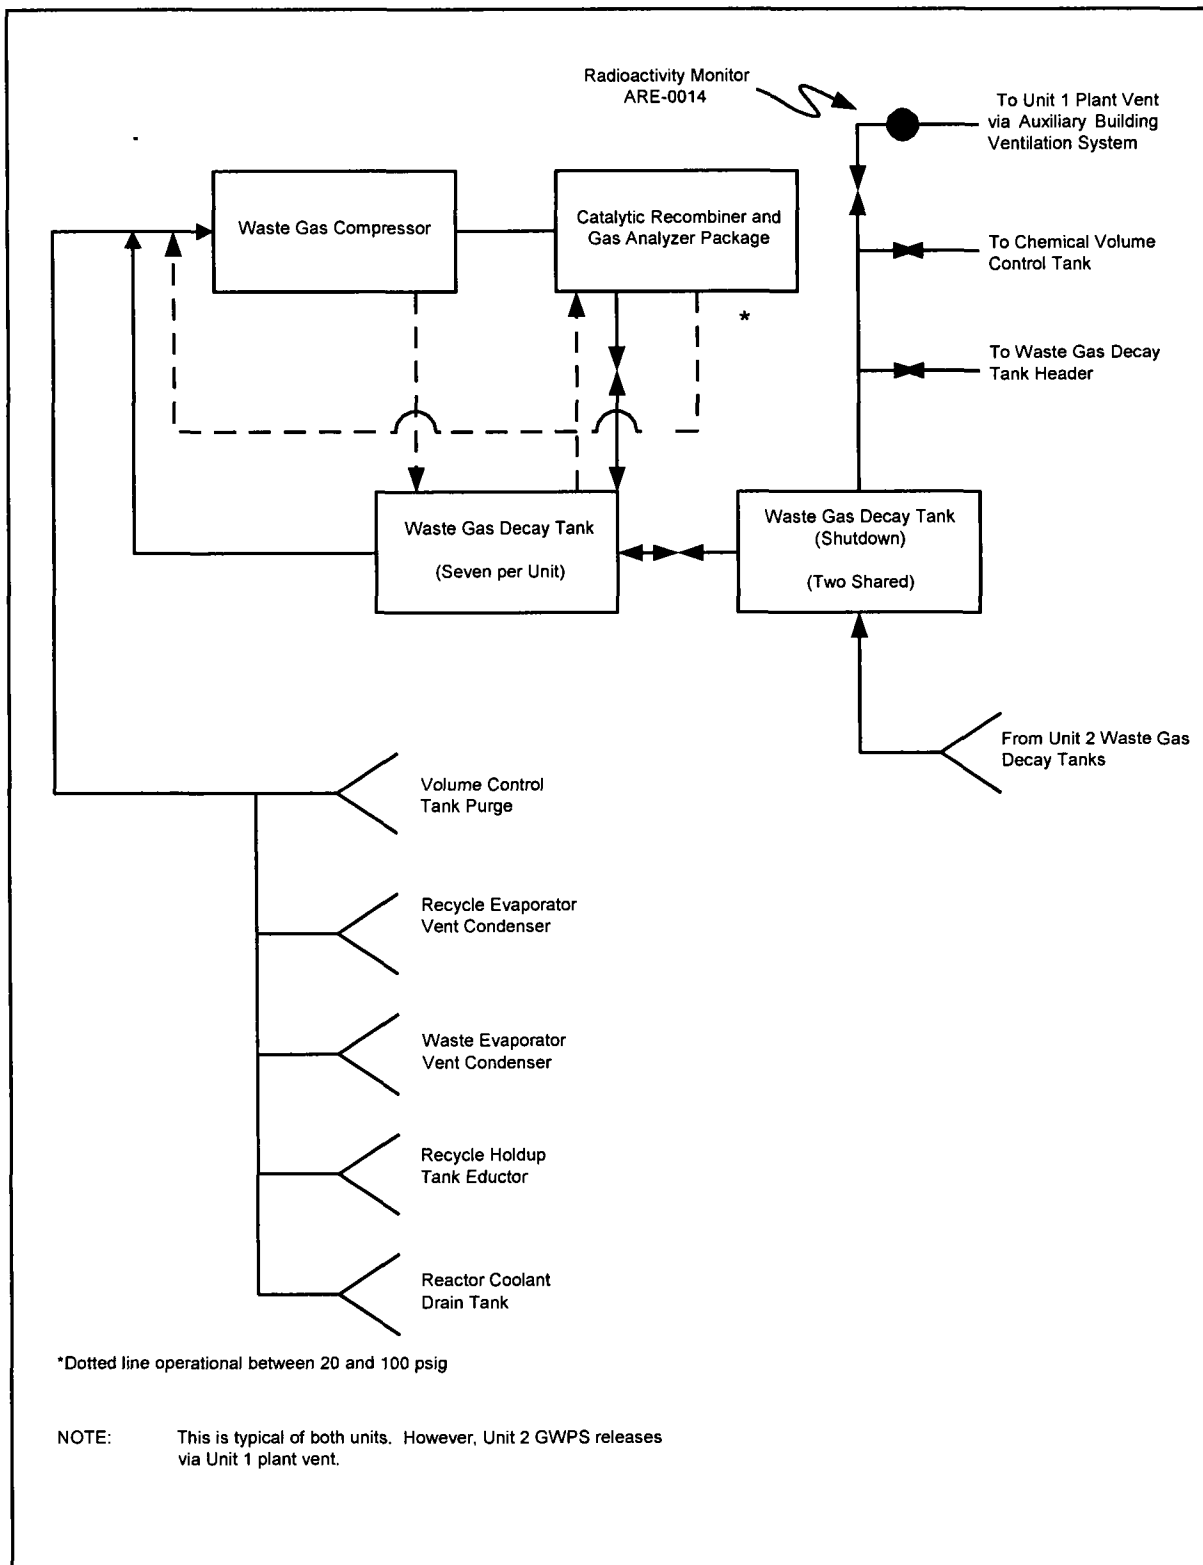 Radioactivity Monitor
ARE-0014
To Unit 1 Plant Vent
via Auxiliary Building
Ventilation System
Waste Gas Compressor
Catalytic Recombiner and
Gas Analyzer Package
*
To Chemical Volume
Control Tank
To Waste Gas Decay
Tank Header
Waste Gas Decay Tank
(Seven per Unit)
Waste Gas Decay Tank
(Shutdown)
(Two Shared)
From Unit 2 Waste Gas
Decay Tanks
Volume Control
Tank Purge
Recycle Evaporator
Vent Condenser
Waste Evaporator
Vent Condenser
Recycle Holdup
Tank Eductor
Reactor Coolant
Drain Tank
*Dotted line operational between 20 and 100 psig
NOTE: This is typical of both units. However, Unit 2 GWPS releases
via Unit 1 plant vent.